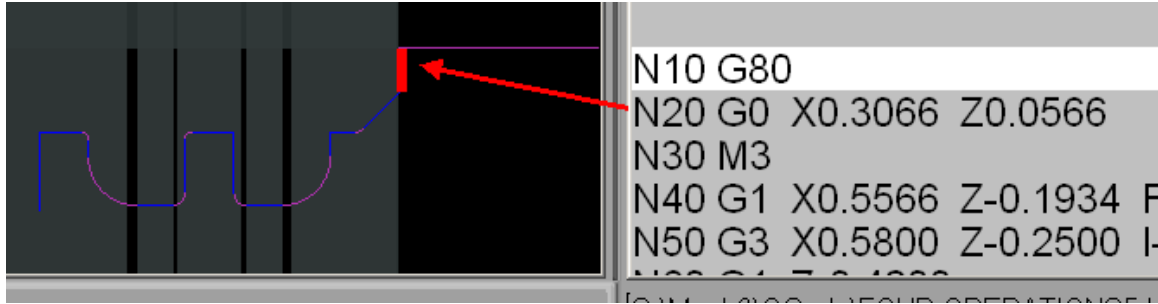 N10 G80
N20 G0 X0.3066 Z0.0566
N30 M3
N40 G1 X0.5566 Z-0.1934 F
N50 G3 X0.5800 Z-0.2500 I-